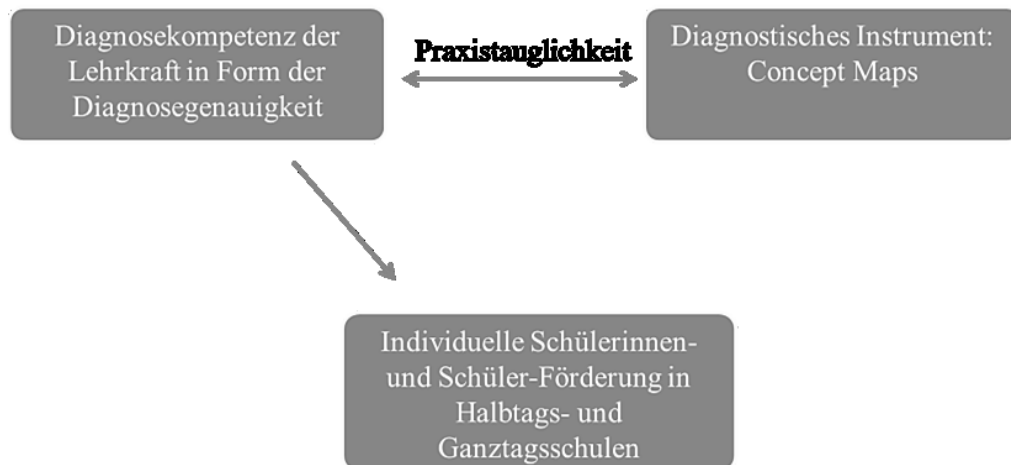 Diagnosekompetenz der
Lehrkraft in Form der
Diagnosegenauigkeit
Praxistauglichkeit
Diagnostisches Instrument:
Concept Maps
Individuelle Schülerinnen-
und Schüler-Förderung in
Halbtags- und
Ganztagsschulen